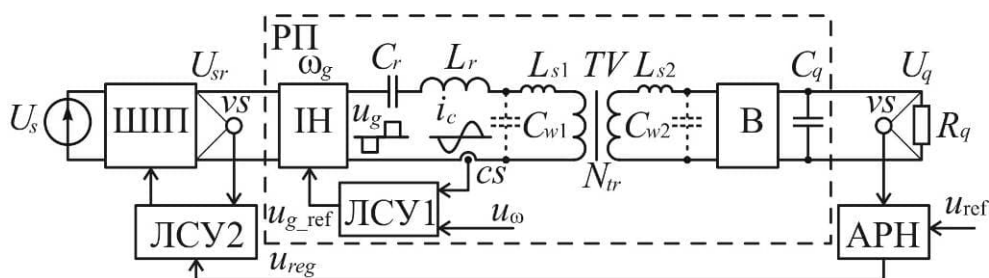 РП
ω_g
C_r
L_r
L_s1
TV
L_s2
C_q
U_q
U_sr
vs
U_s
ШІП
ІН
u_g
i_c
C_w1
C_w2
В
vs
R_q
cs
N_tr
ЛСУ2
u_g_ref
ЛСУ1
u_ω
АРН
u_ref
u_reg